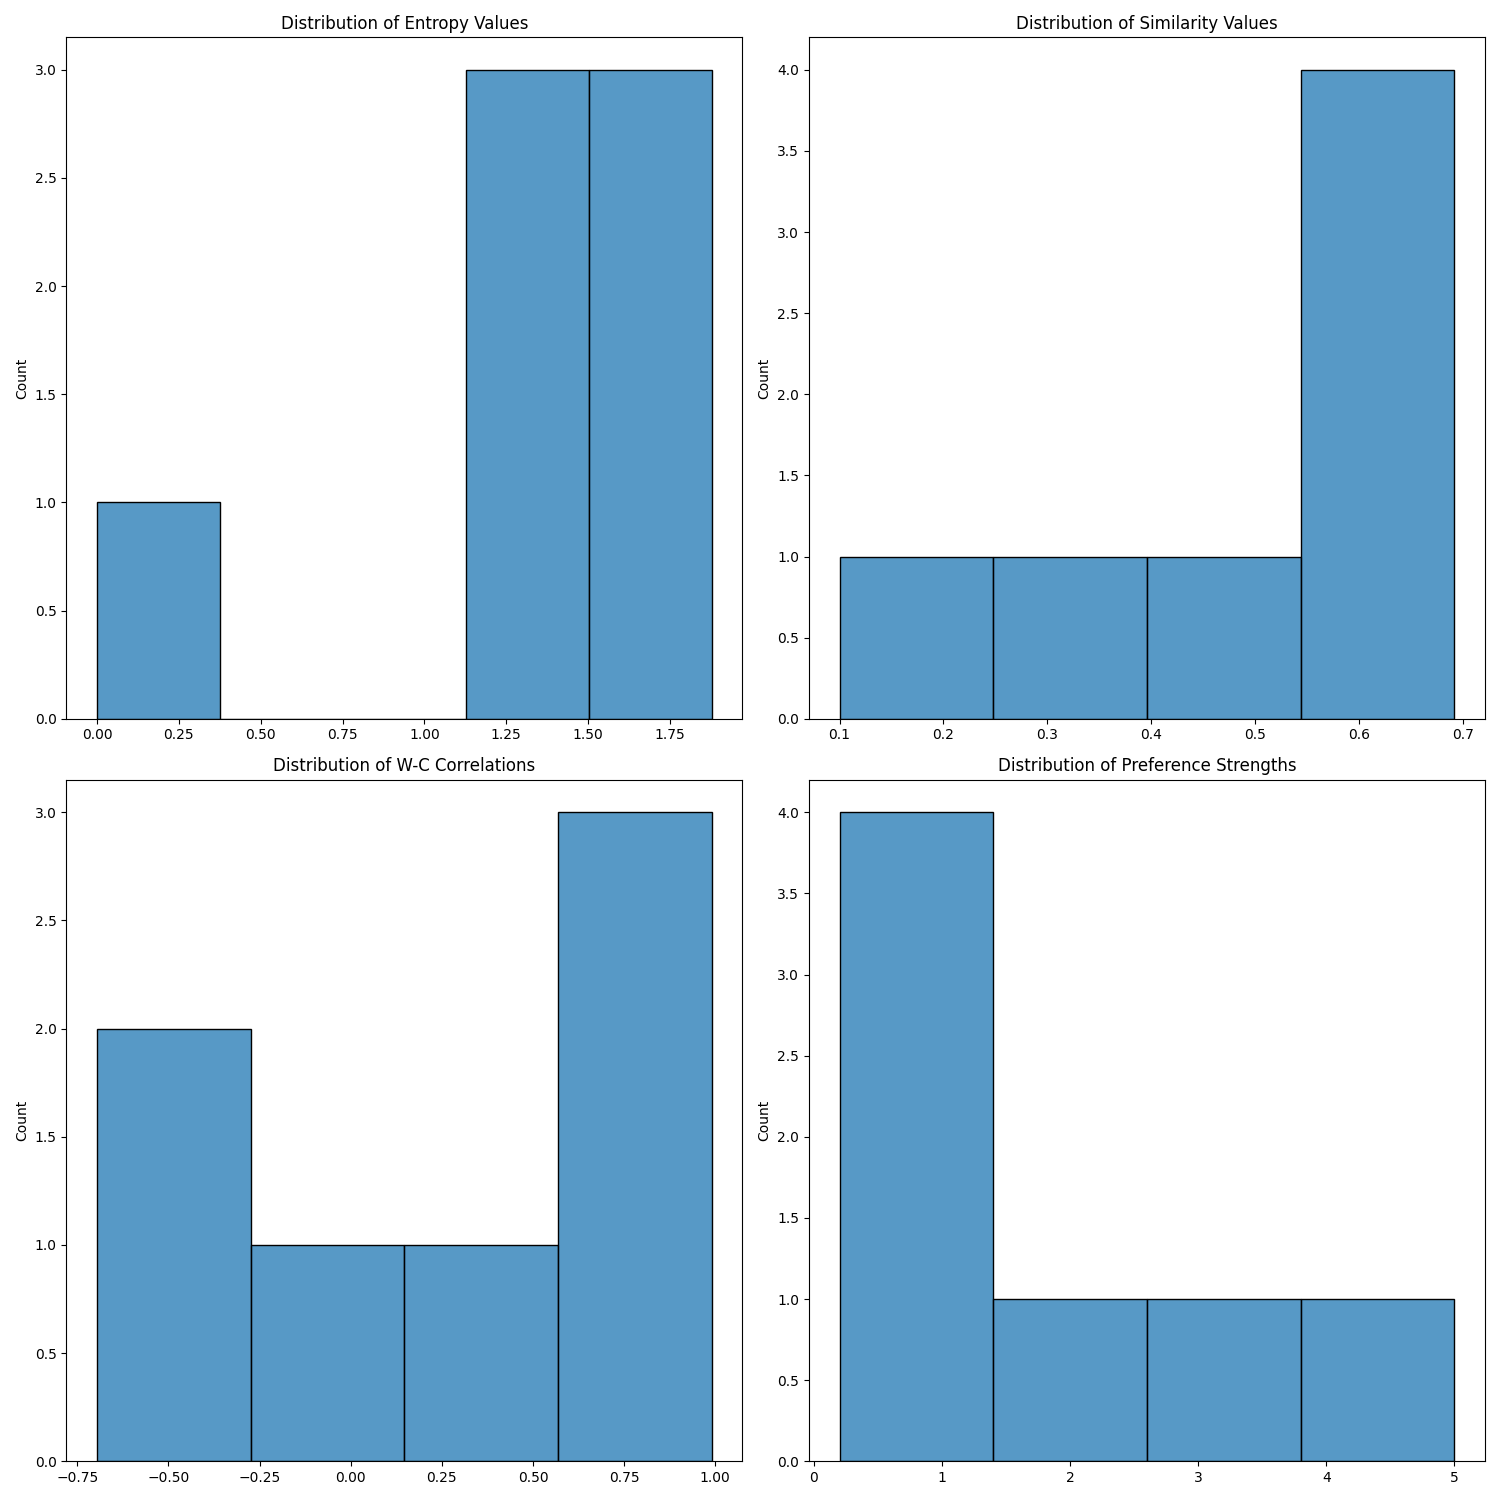 Distribution of Entropy Values
Count
3.0
2.5
2.0
1.5
1.0
0.5
0.0
0.00 0.25 0.50 0.75 1.00 1.25 1.50 1.75
Distribution of Similarity Values
Count
4.0
3.5
3.0
2.5
2.0
1.5
1.0
0.5
0.0
0.1 0.2 0.3 0.4 0.5 0.6 0.7
Distribution of W-C Correlations
Count
3.0
2.5
2.0
1.5
1.0
0.5
0.0
−0.75 −0.50 −0.25 0.00 0.25 0.50 0.75 1.00
Distribution of Preference Strengths
Count
4.0
3.5
3.0
2.5
2.0
1.5
1.0
0.5
0.0
0 1 2 3 4 5